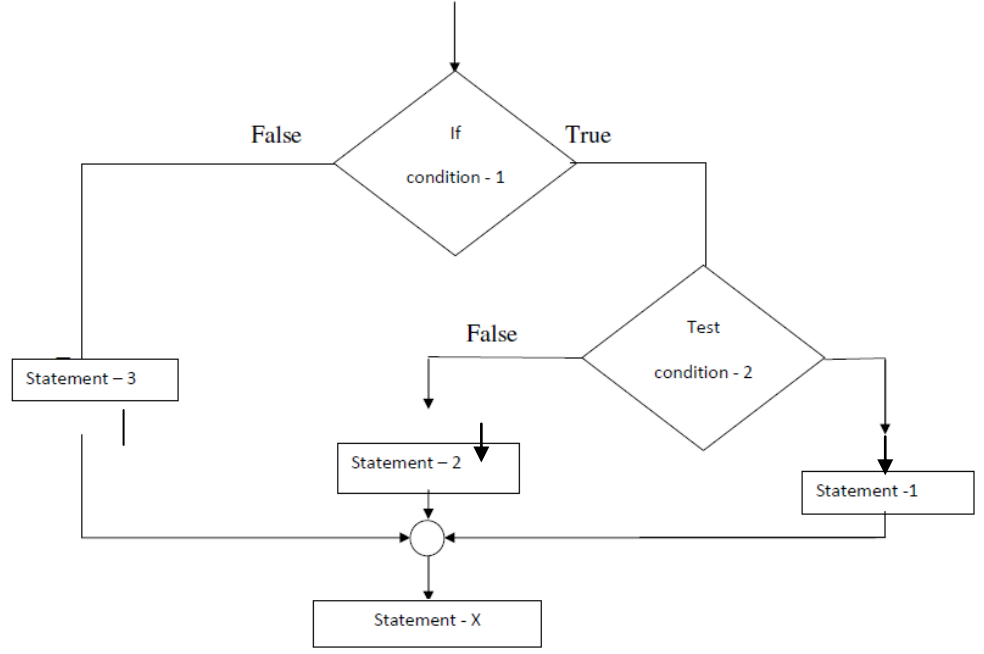 If
False
True
condition - 1
Test
False
condition - 2
Statement – 3
Statement – 2
Statement -1
Statement - X